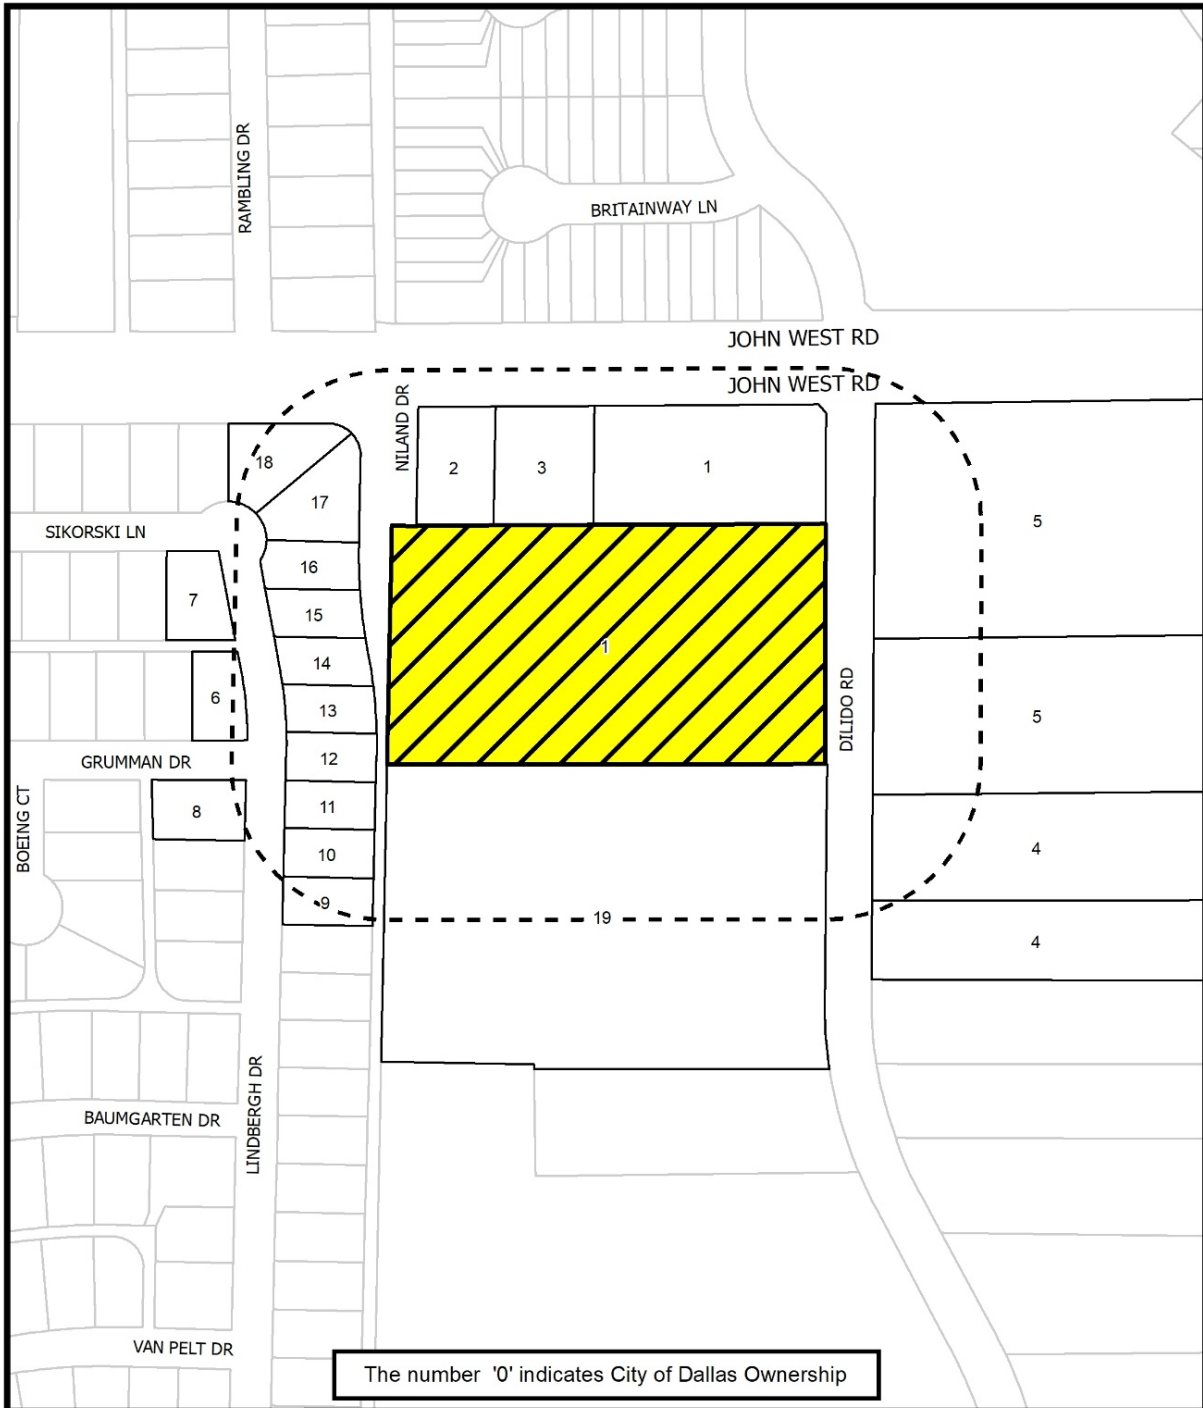 RAMBLING DR
BRITAINWAY LN
JOHN WEST RD
JOHN WEST RD
NILAND DR
18
2
3
1
17
5
SIKORSKI LN
16
7
15
1
14
6
13
5
DILIDO RD
12
GRUMMAN DR
11
8
BOEING CT
10
4
9
19
4
LINDBERGH DR
BAUMGARTEN DR
VAN PELT DR
The number '0' indicates City of Dallas Ownership